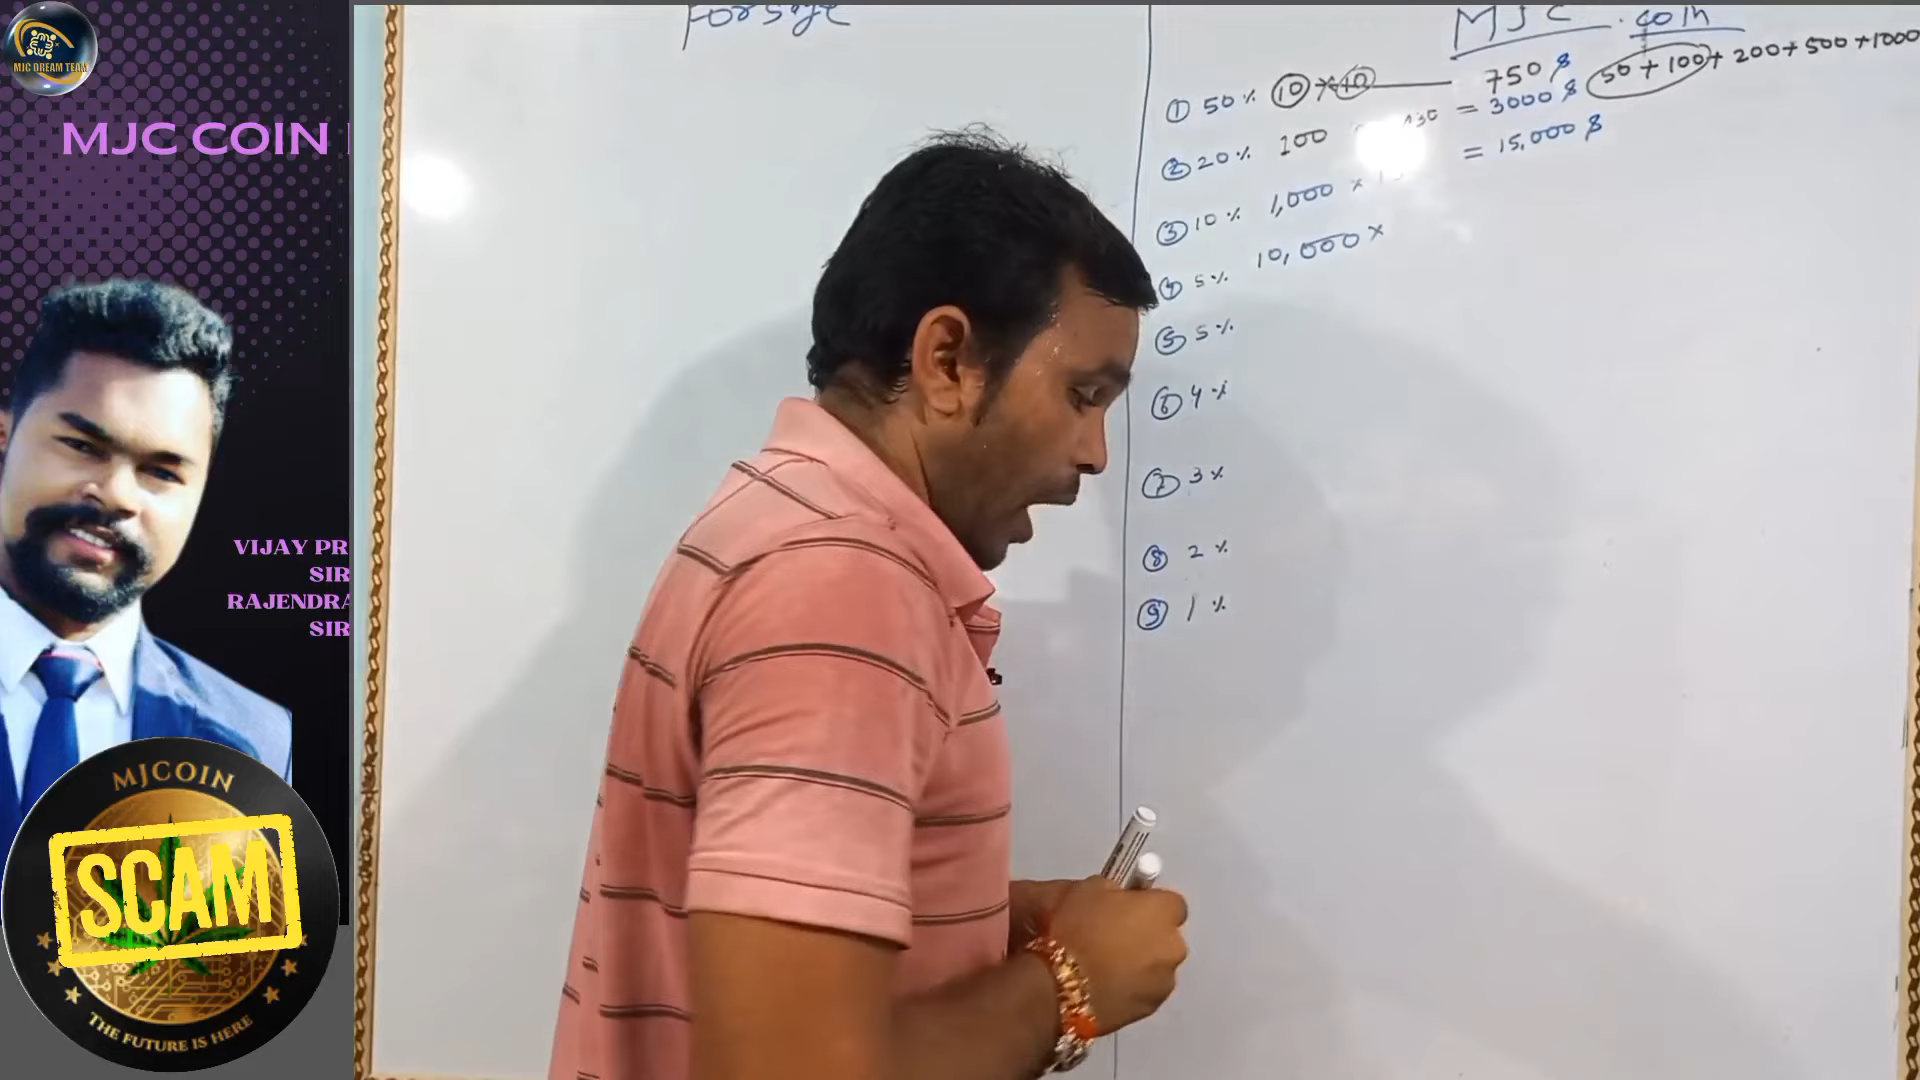 MJC DREAM TEAM
MJC COIN
VIJAY PR
SIR
RAJENDRA
SIR
MJCOIN
SCAM
THE FUTURE IS HERE
Forsage
MJC .coin
① 50% 10 × 10 750 $ 50 + 100 + 200 + 500 + 1000
② 20% 100 = 3000 $
③ 10% 1,000 × = 15,000 $
④ 5% 10,000 ×
⑤ 5%
⑥ 4%
⑦ 3%
⑧ 2%
⑨ 1%